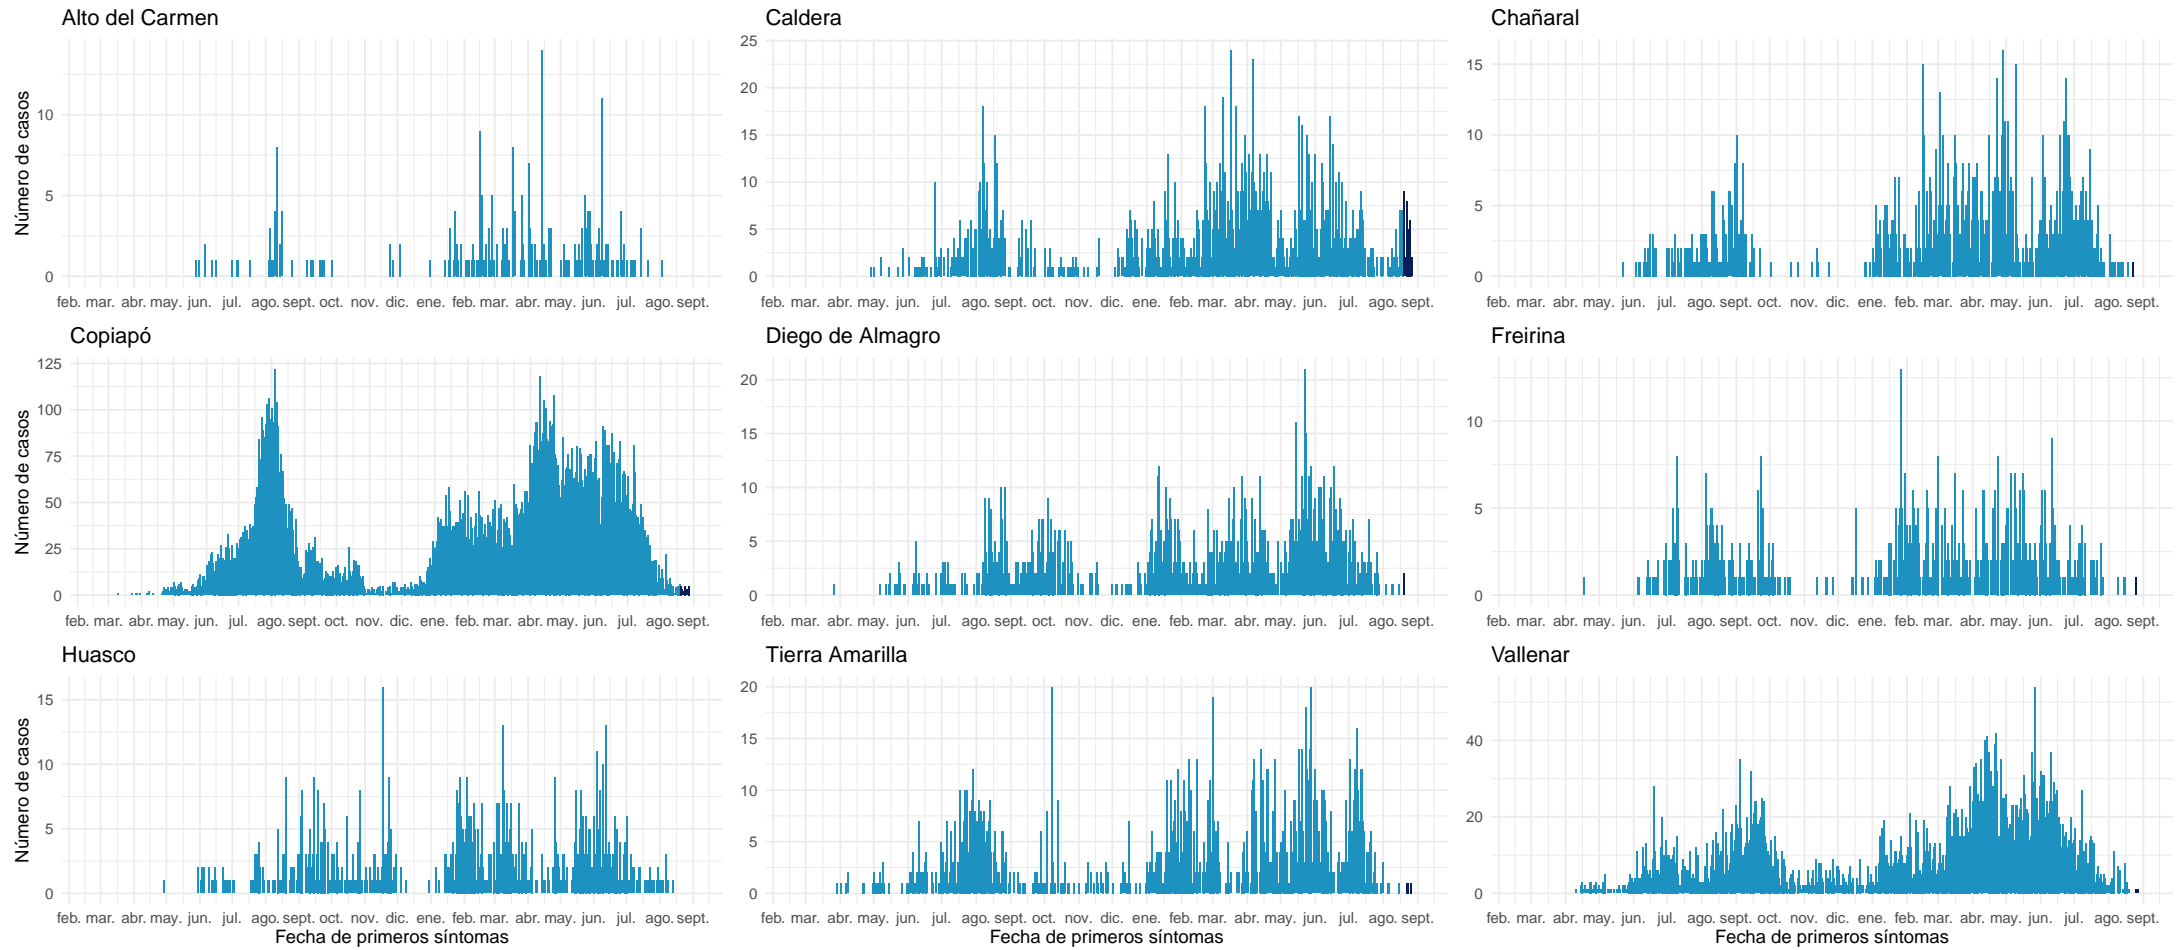 Alto del Carmen
Caldera
Chañaral
Número de casos
10
5
0
25
20
15
10
5
0
15
10
5
0
feb. mar. abr. may. jun. jul. ago. sept. oct. nov. dic. ene. feb. mar. abr. may. jun. jul. ago. sept.
feb. mar. abr. may. jun. jul. ago. sept. oct. nov. dic. ene. feb. mar. abr. may. jun. jul. ago. sept.
feb. mar. abr. may. jun. jul. ago. sept. oct. nov. dic. ene. feb. mar. abr. may. jun. jul. ago. sept.
Copiapó
Diego de Almagro
Freirina
Número de casos
125
100
75
50
25
0
20
15
10
5
0
10
5
0
feb. mar. abr. may. jun. jul. ago. sept. oct. nov. dic. ene. feb. mar. abr. may. jun. jul. ago. sept.
feb. mar. abr. may. jun. jul. ago. sept. oct. nov. dic. ene. feb. mar. abr. may. jun. jul. ago. sept.
feb. mar. abr. may. jun. jul. ago. sept. oct. nov. dic. ene. feb. mar. abr. may. jun. jul. ago. sept.
Huasco
Tierra Amarilla
Vallenar
Número de casos
15
10
5
0
20
15
10
5
0
40
20
0
feb. mar. abr. may. jun. jul. ago. sept. oct. nov. dic. ene. feb. mar. abr. may. jun. jul. ago. sept.
feb. mar. abr. may. jun. jul. ago. sept. oct. nov. dic. ene. feb. mar. abr. may. jun. jul. ago. sept.
feb. mar. abr. may. jun. jul. ago. sept. oct. nov. dic. ene. feb. mar. abr. may. jun. jul. ago. sept.
Fecha de primeros síntomas
Fecha de primeros síntomas
Fecha de primeros síntomas